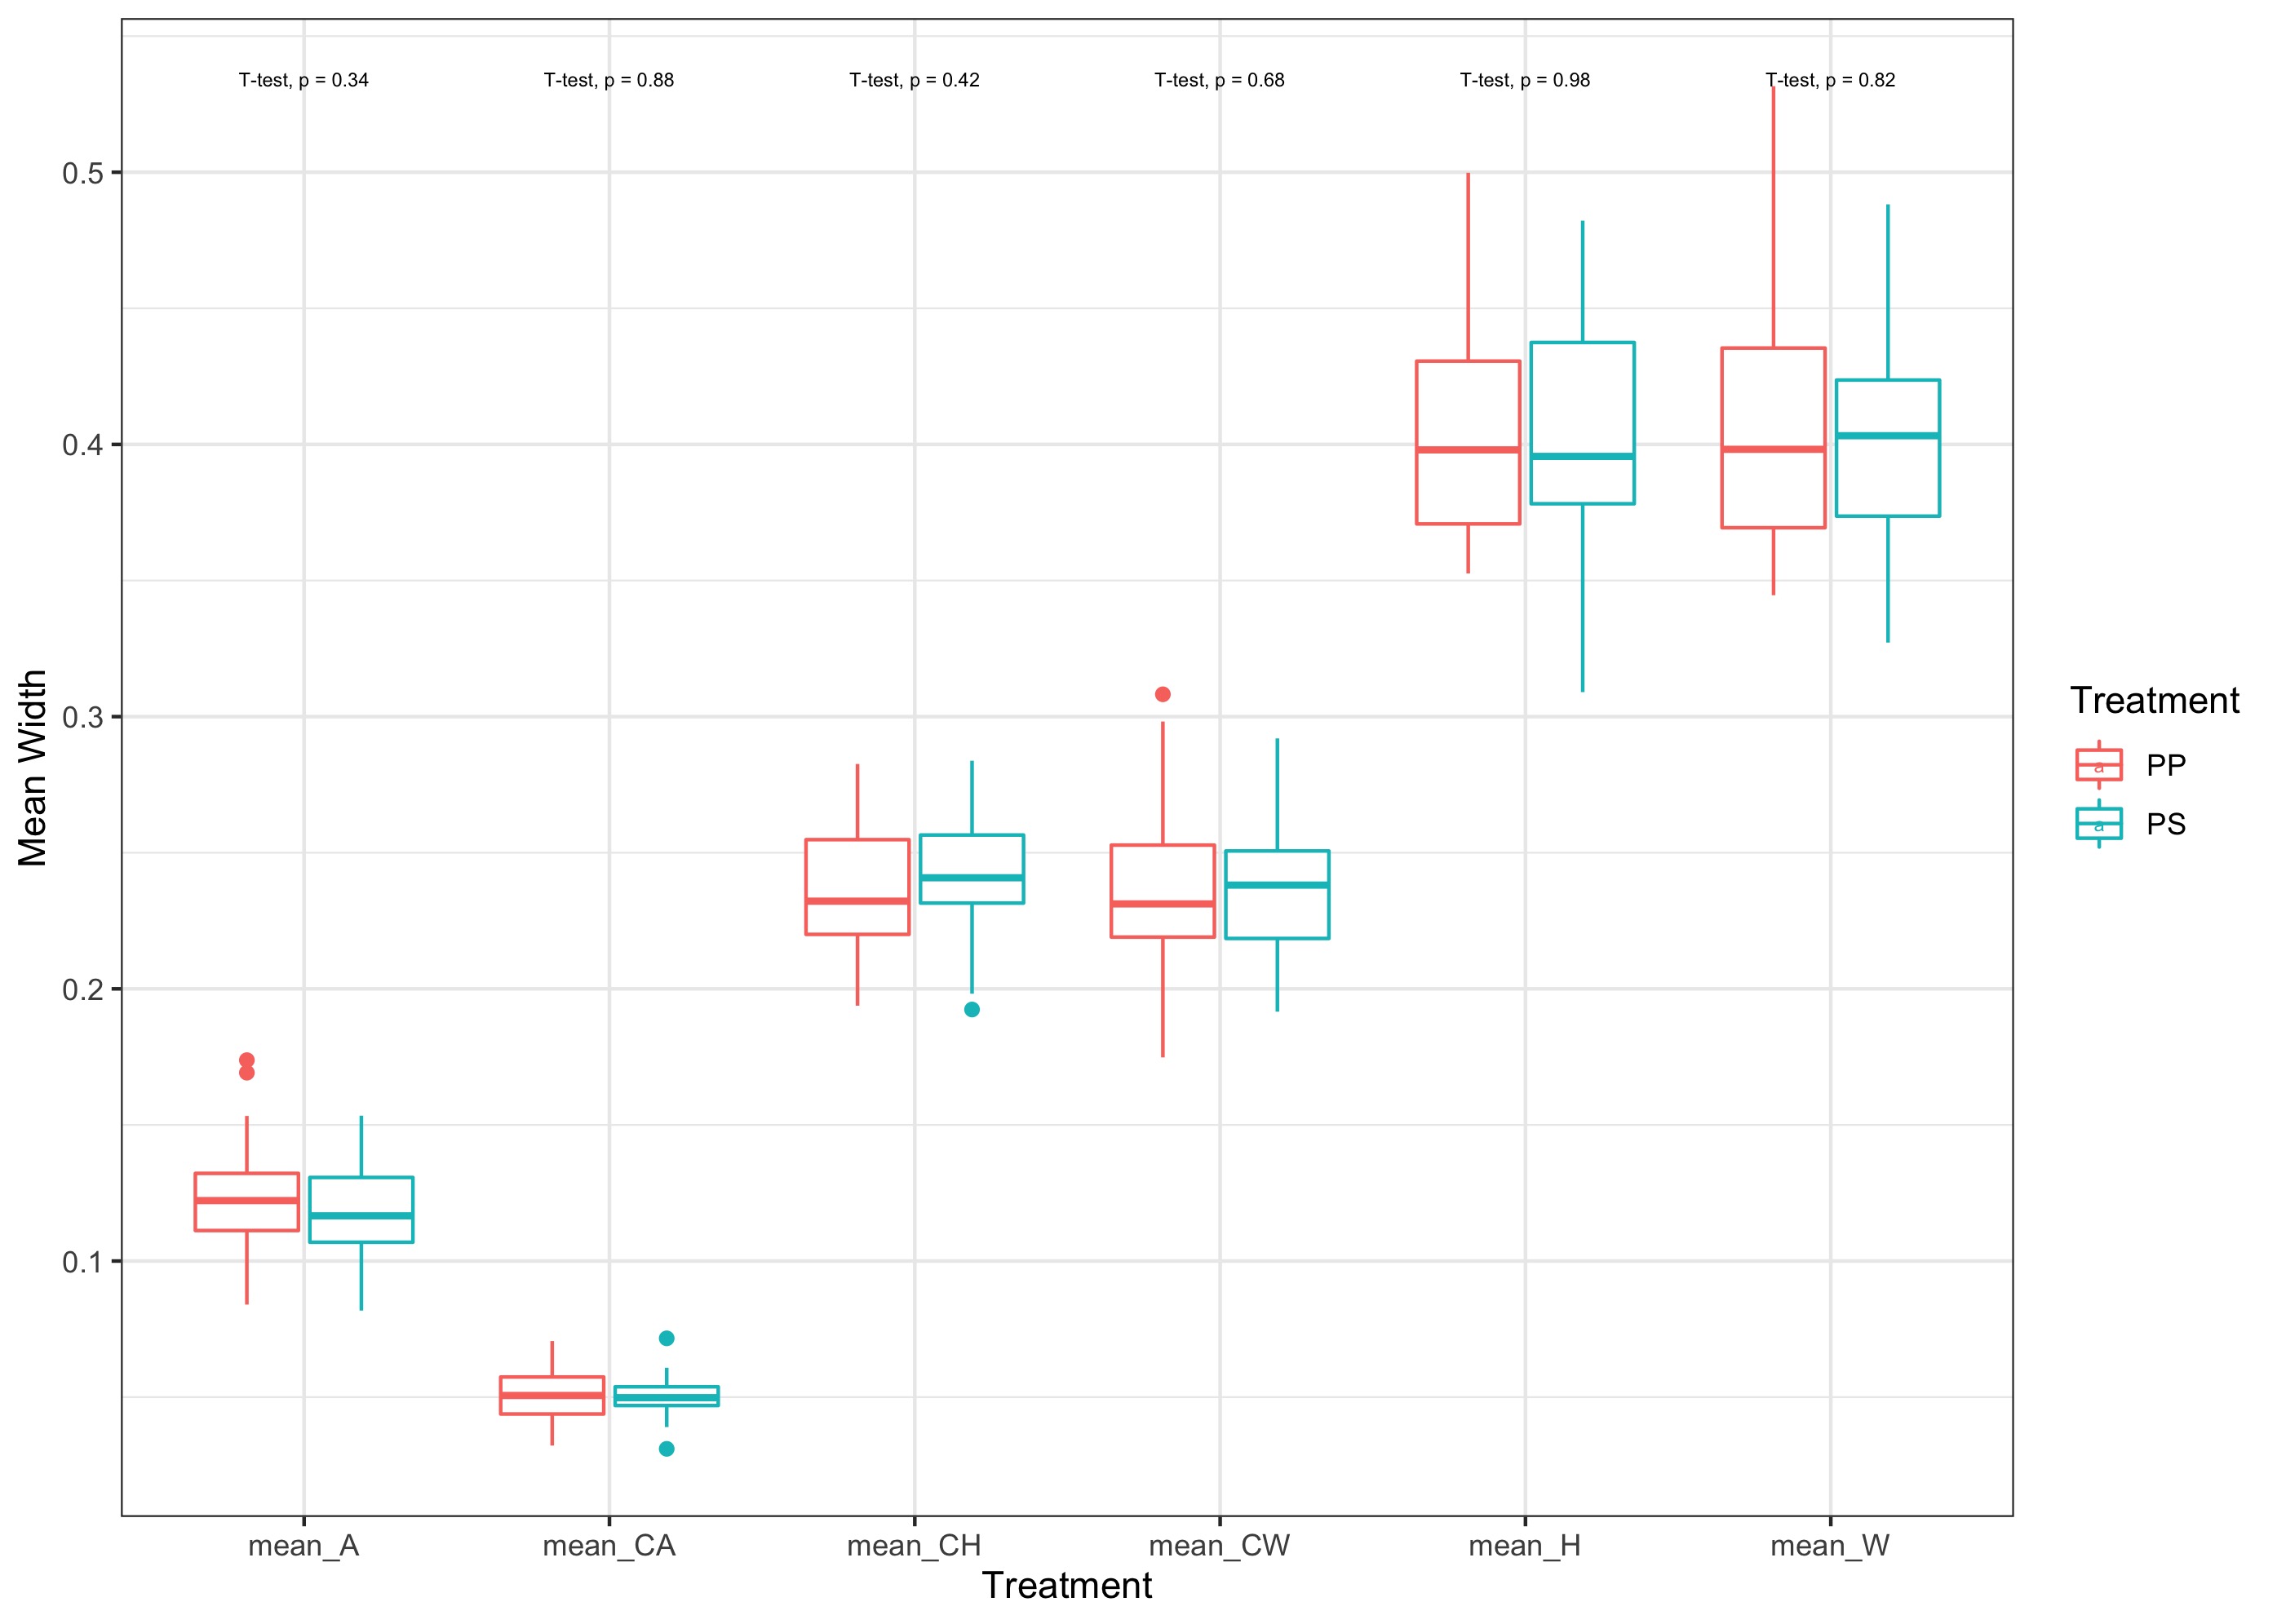 T-test, p = 0.34
T-test, p = 0.88
T-test, p = 0.42
T-test, p = 0.68
T-test, p = 0.98
T-test, p = 0.82
0.5
0.4
0.3
0.2
0.1
Mean Width
mean_A
mean_CA
mean_CH
mean_CW
mean_H
mean_W
Treatment
Treatment
a PP
a PS